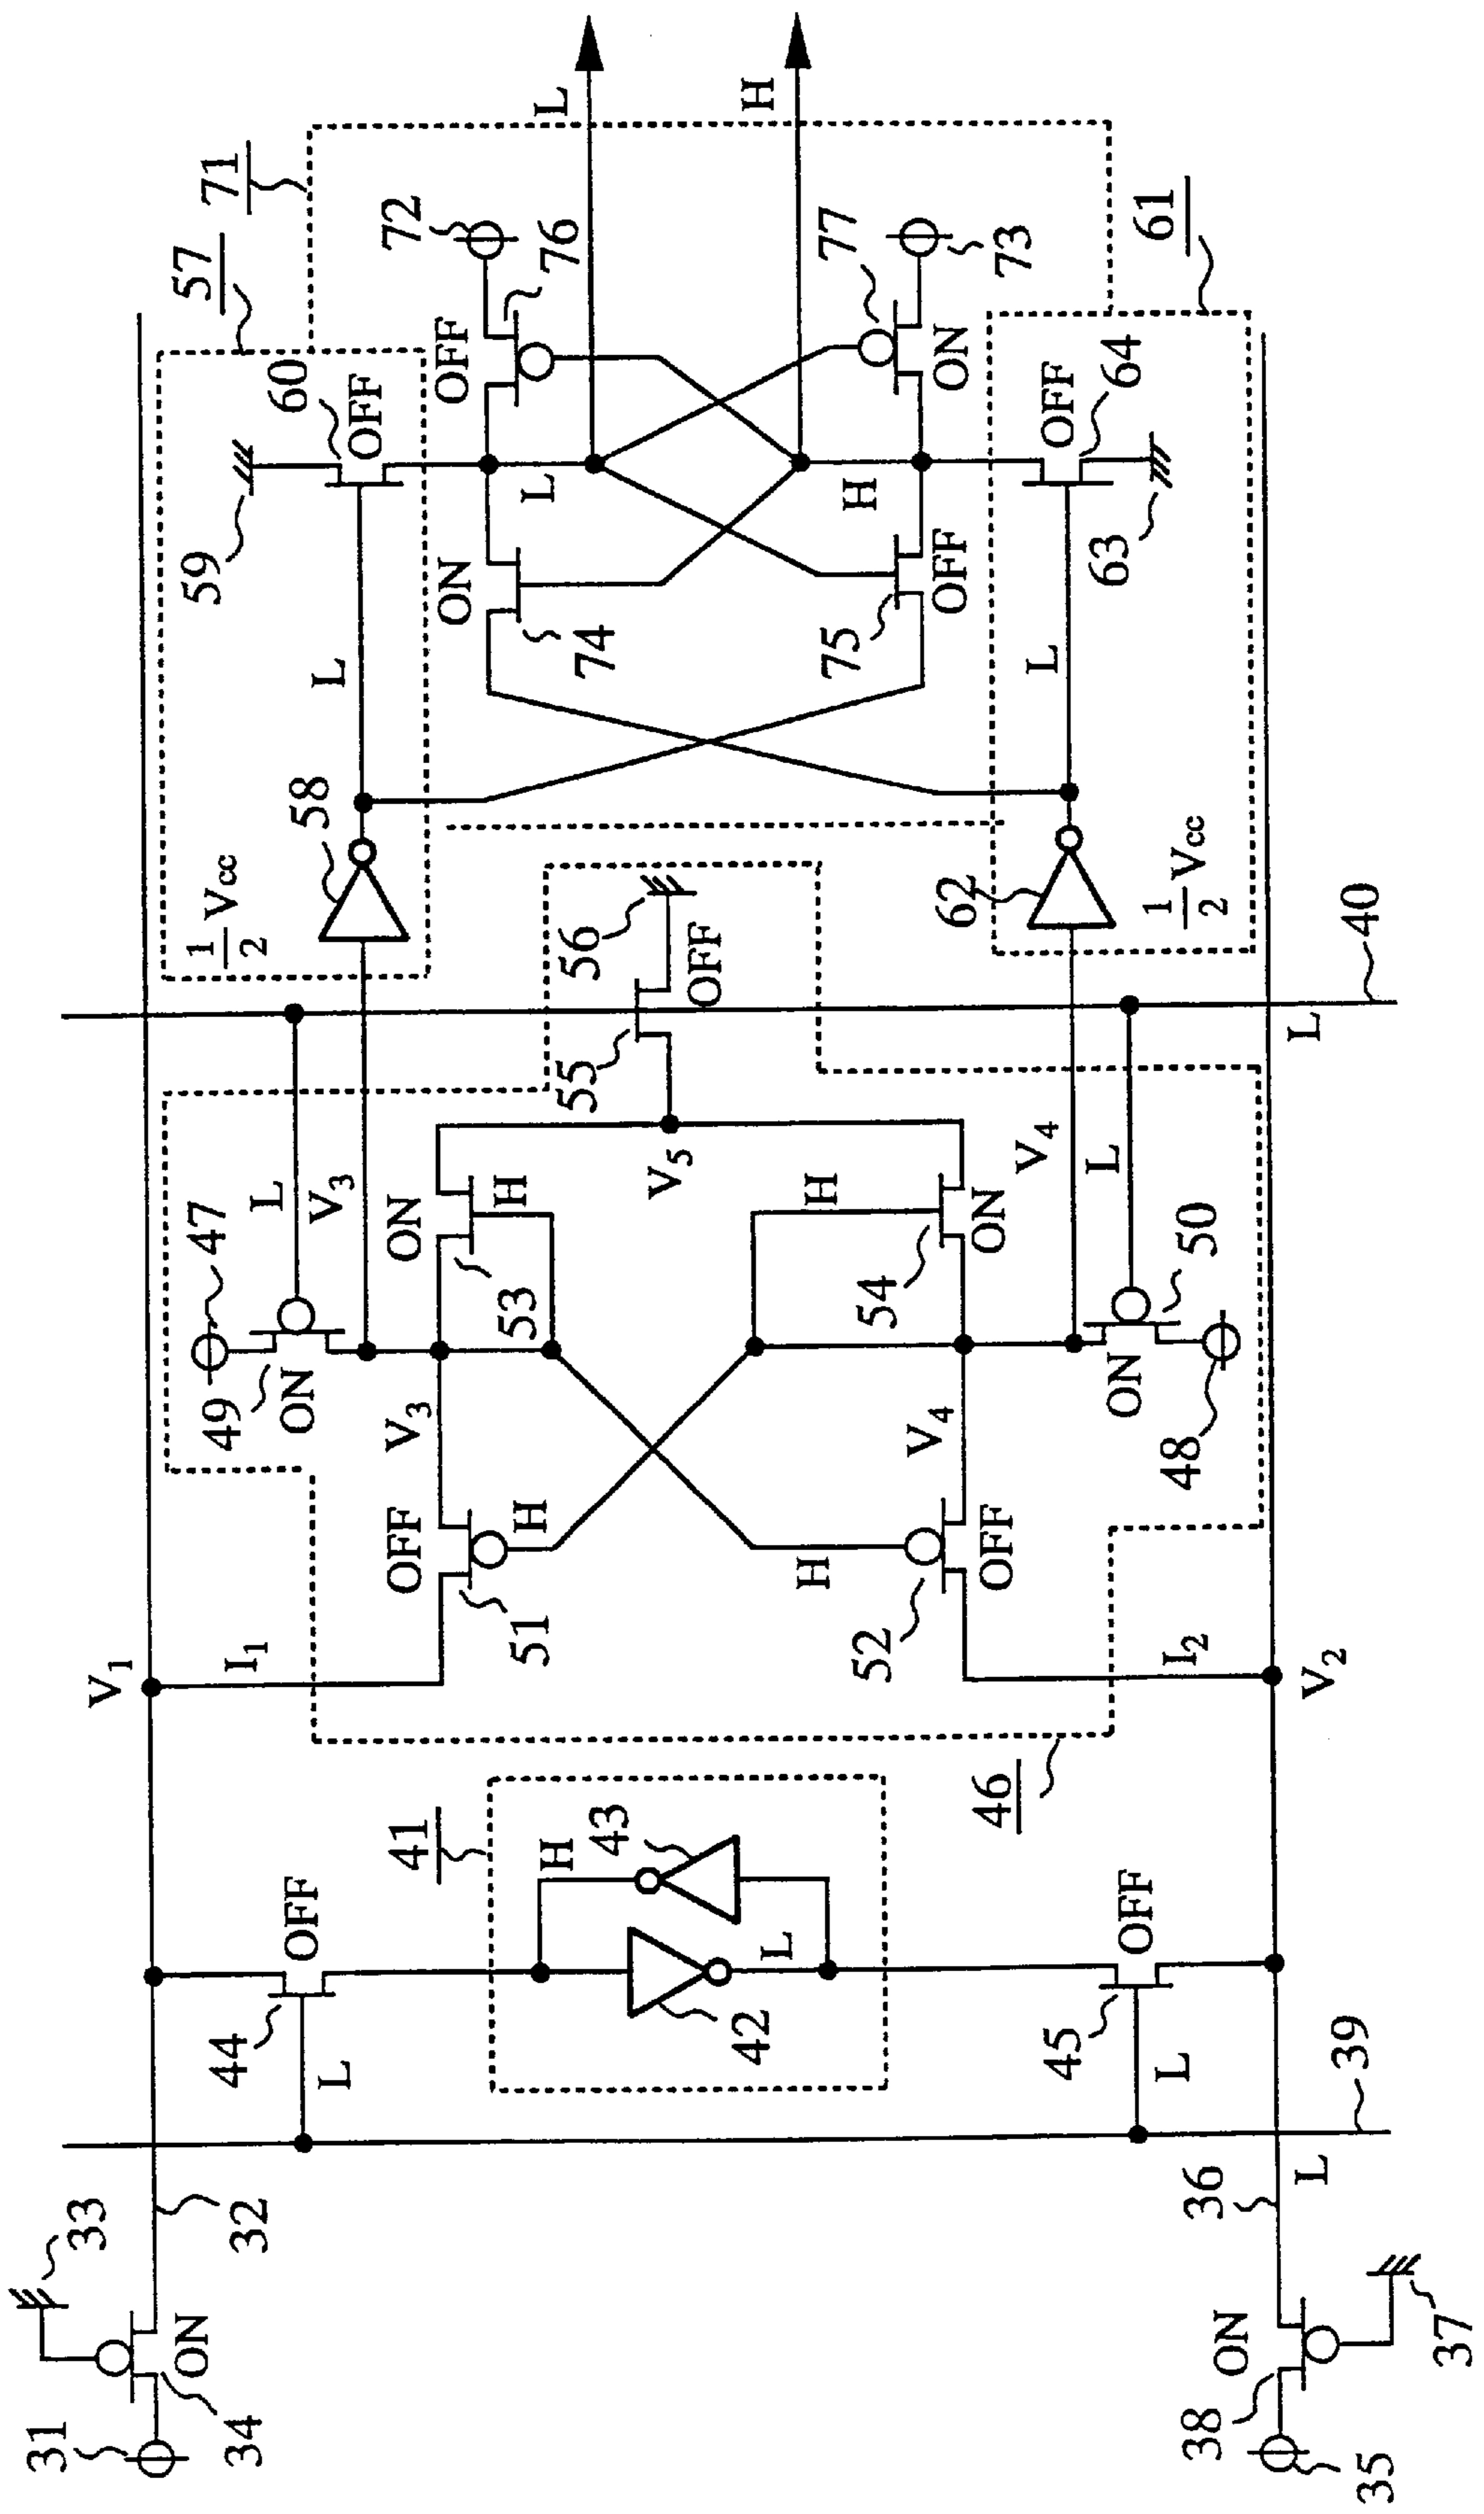 71
57
72
76
L
H
77
73
61
60
OFF
OFF
ON
OFF
64
59
L
H
63
ON
OFF
74
75
L
L
58
1/2 Vcc
62
1/2 Vcc
56
OFF
55
40
L
V5
V4
L
47
L
V3
ON
H
53
H
54
ON
50
49
ON
V3
V4
ON
48
OFF
H
H
OFF
51
52
V1
I1
I2
V2
46
41
H
43
OFF
L
OFF
44
42
45
L
L
39
33
32
36
L
ON
ON
37
31
34
38
35